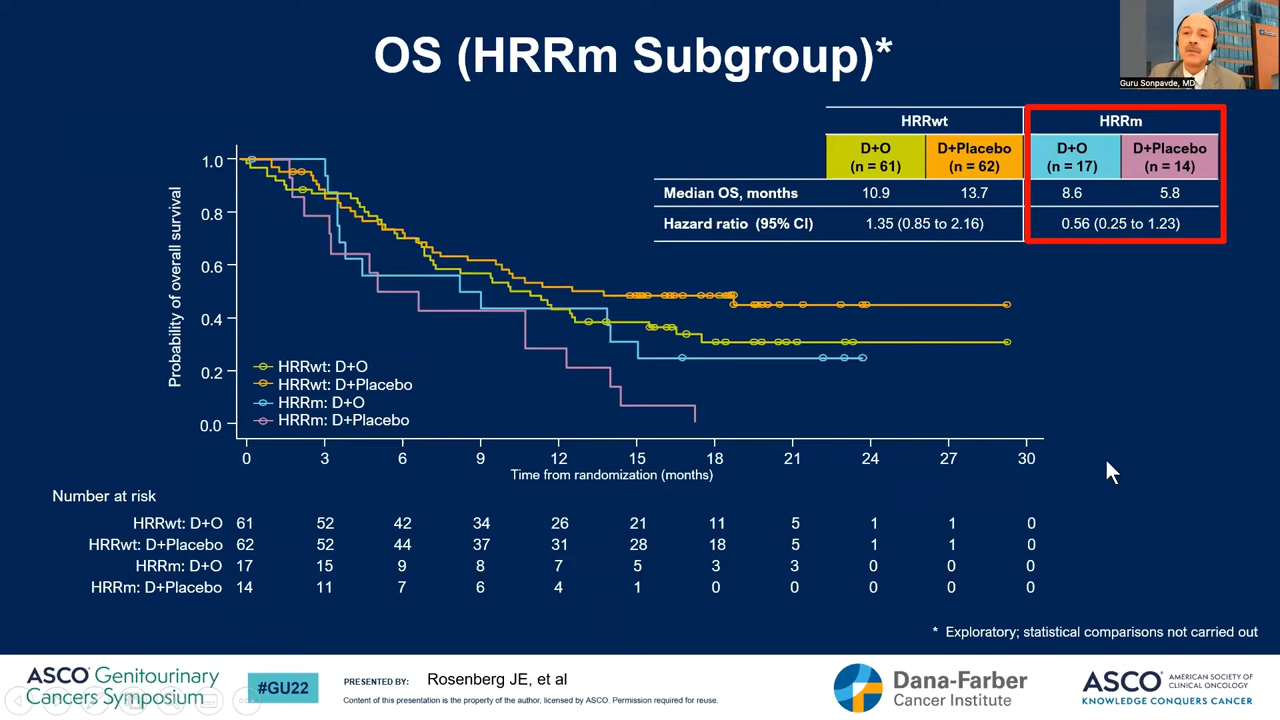 OS (HRRm Subgroup)*
Guru Sonpavde, MD
HRRwt HRRm
D+O (n = 61) D+Placebo (n = 62) D+O (n = 17) D+Placebo (n = 14)
Median OS, months 10.9 13.7 8.6 5.8
Hazard ratio (95% CI) 1.35 (0.85 to 2.16) 0.56 (0.25 to 1.23)
Probability of overall survival
1.0
0.8
0.6
0.4
0.2
0.0
HRRwt: D+O
HRRwt: D+Placebo
HRRm: D+O
HRRm: D+Placebo
0 3 6 9 12 15 18 21 24 27 30
Time from randomization (months)
Number at risk
HRRwt: D+O 61 52 42 34 26 21 11 5 1 1 0
HRRwt: D+Placebo 62 52 44 37 31 28 18 5 1 1 0
HRRm: D+O 17 15 9 8 7 5 3 3 0 0 0
HRRm: D+Placebo 14 11 7 6 4 1 0 0 0 0 0
* Exploratory; statistical comparisons not carried out
ASCO Genitourinary
Cancers Symposium
#GU22
PRESENTED BY: Rosenberg JE, et al
Content of this presentation is the property of the author, licensed by ASCO. Permission required for reuse.
Dana-Farber
Cancer Institute
ASCO AMERICAN SOCIETY OF
CLINICAL ONCOLOGY
KNOWLEDGE CONQUERS CANCER